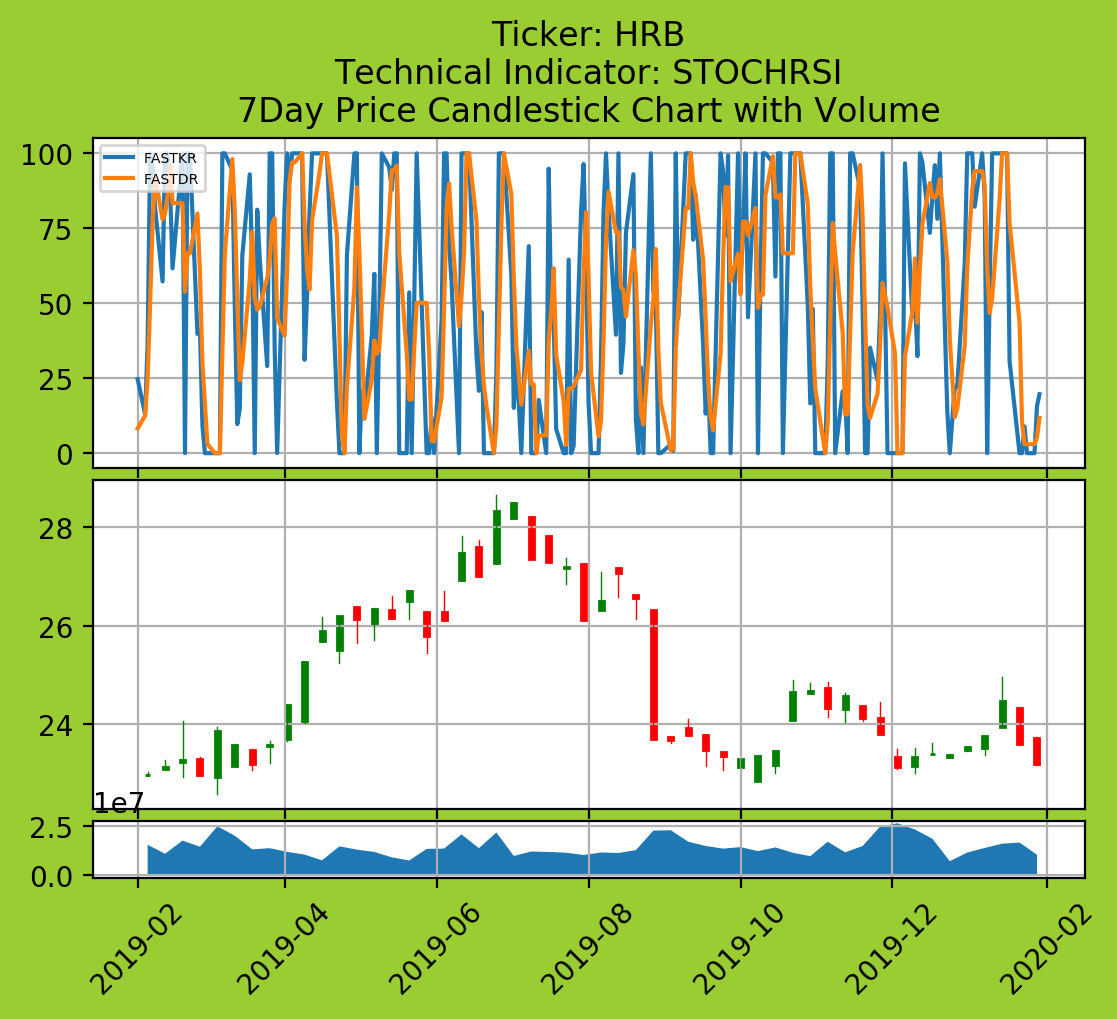 Ticker: HRB
Technical Indicator: STOCHRSI
7Day Price Candlestick Chart with Volume
FASTKR
FASTDR
100
75
50
25
0
28
26
24
1e7
2.5
0.0
2019-02
2019-04
2019-06
2019-08
2019-10
2019-12
2020-02